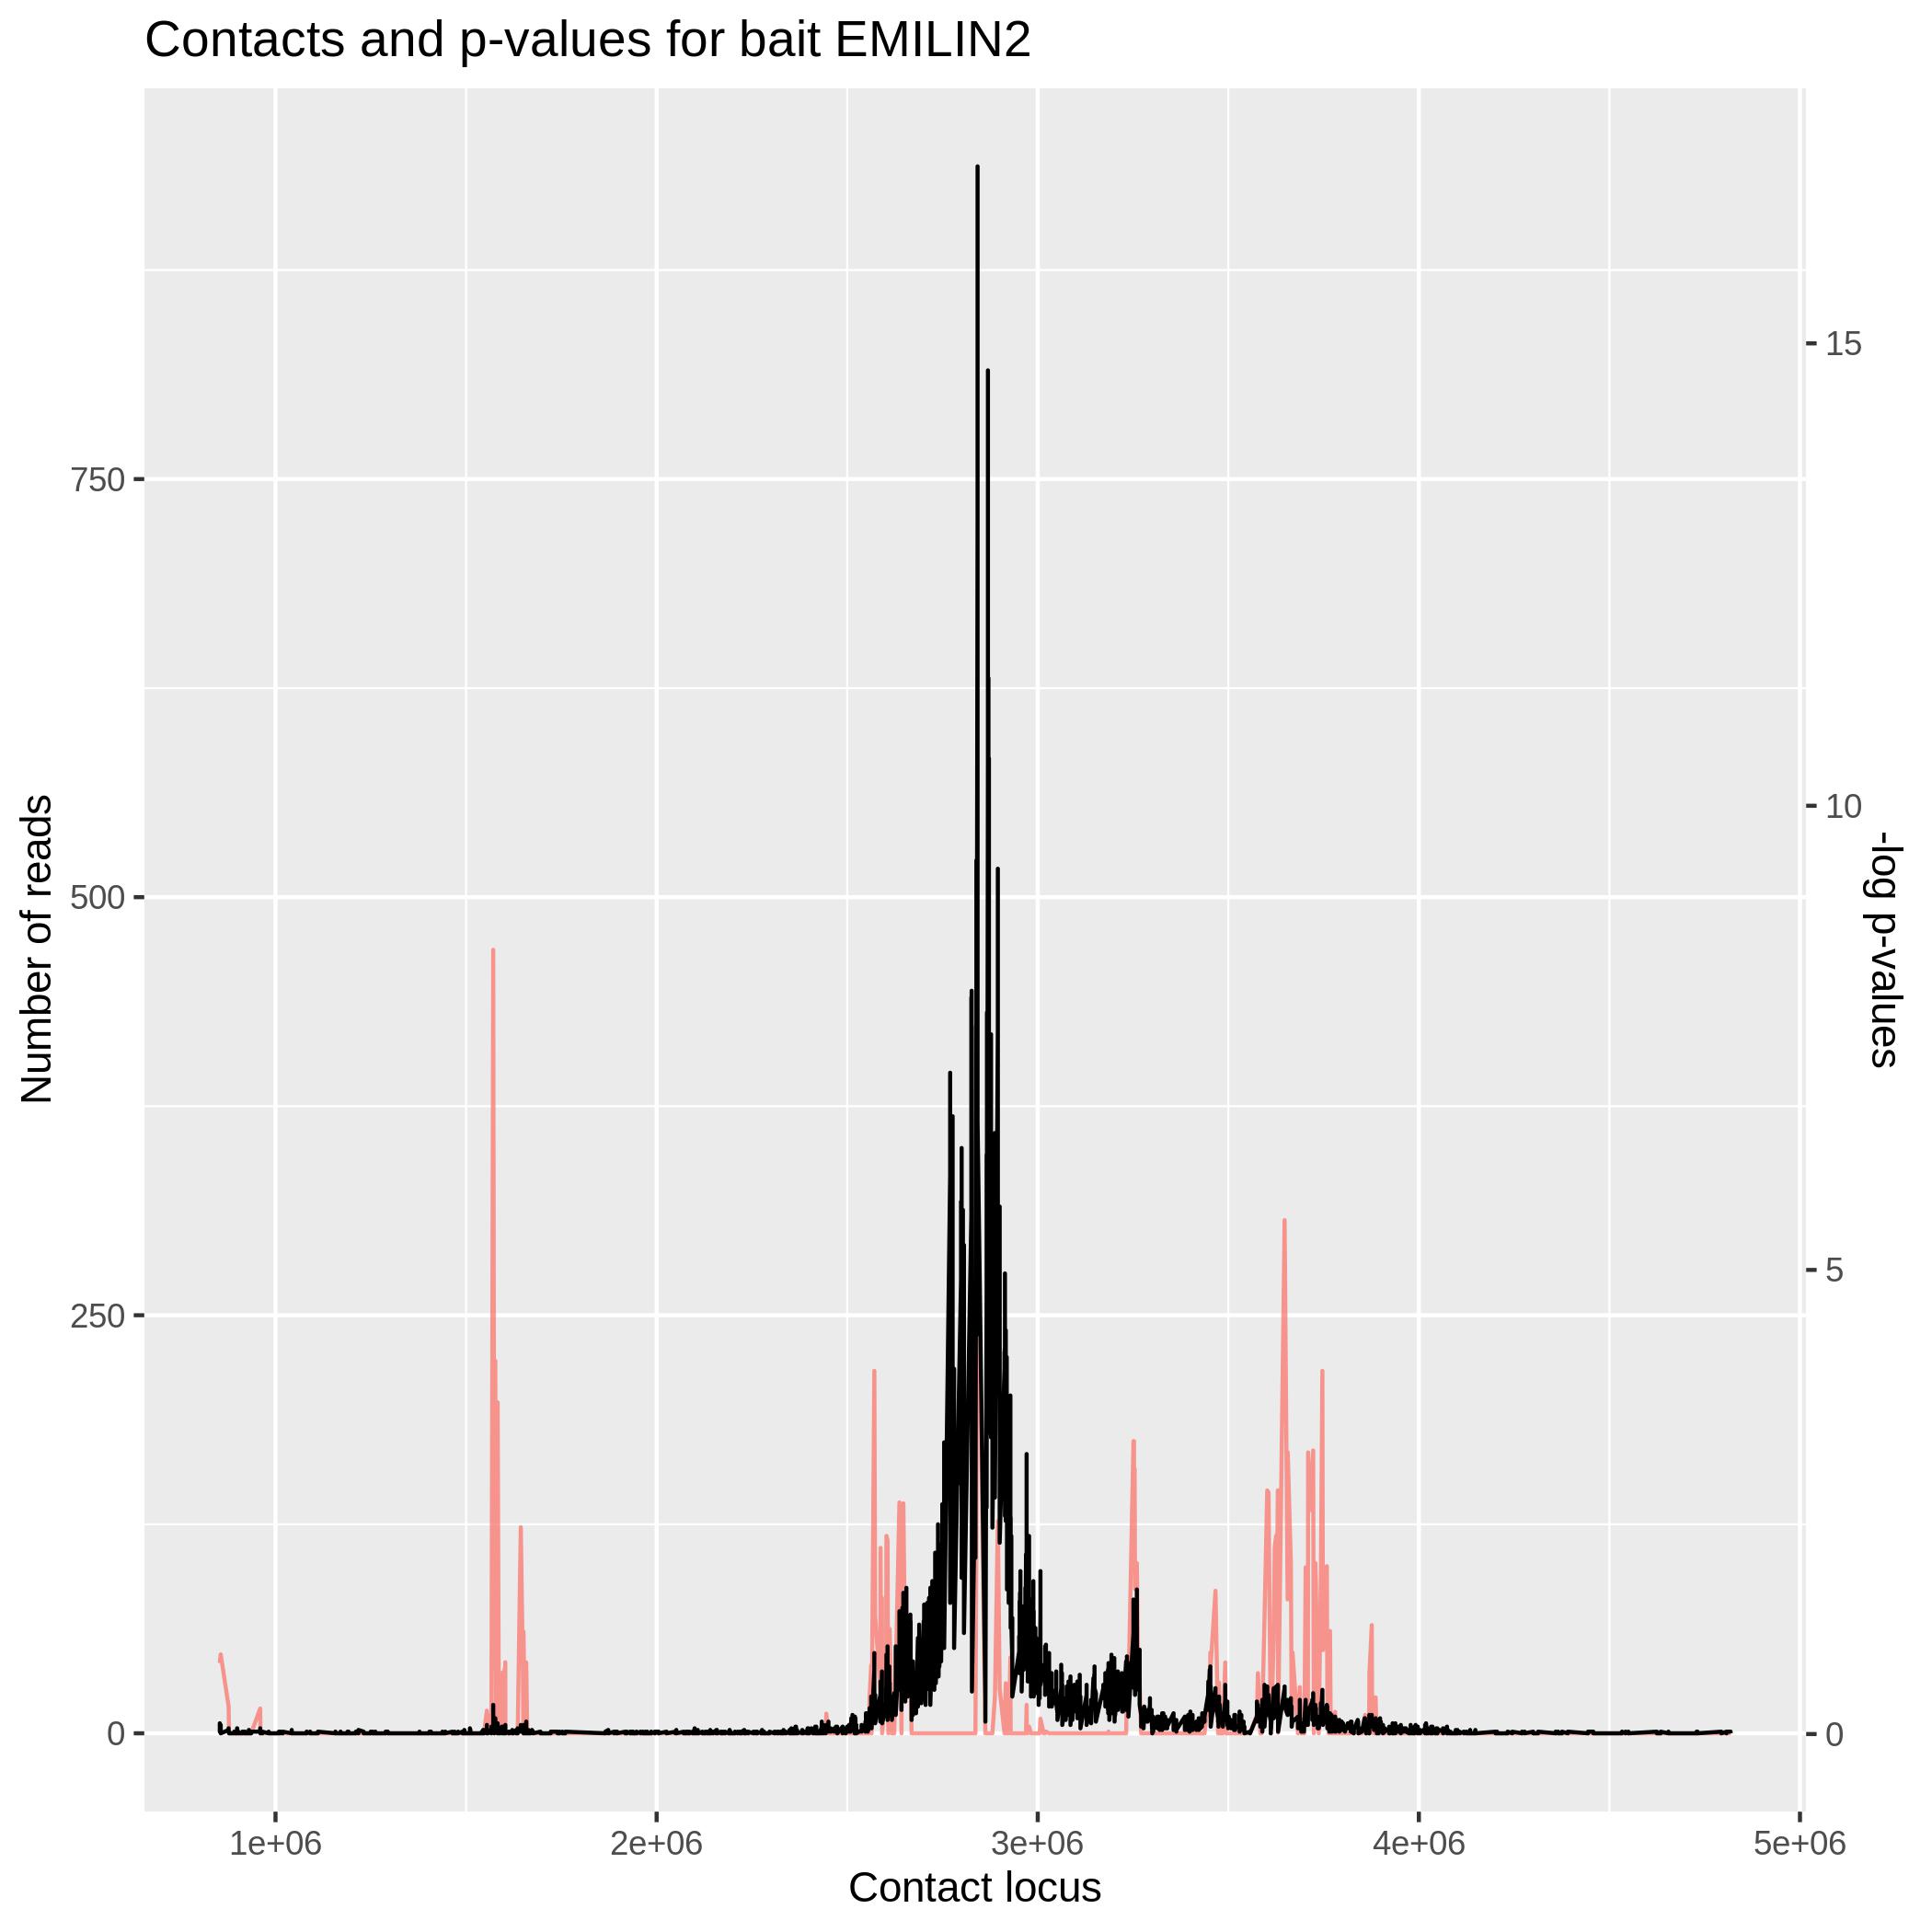 Contacts and p-values for bait EMILIN2
Number of reads
750
500
250
0
15
10
5
0
-log p-values
1e+06
2e+06
3e+06
4e+06
5e+06
Contact locus